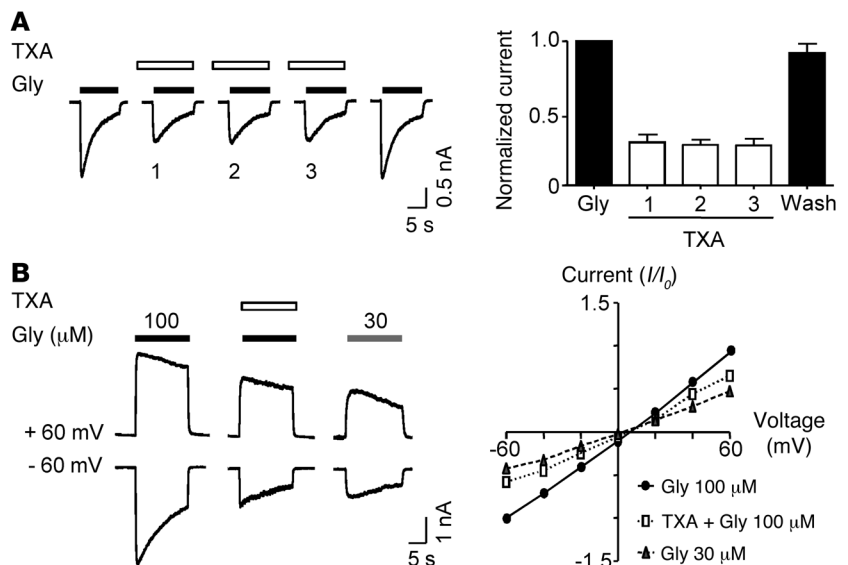 A
TXA
Gly
1 2 3
0.5 nA
5 s
Normalized current
1.0
0.5
0
Gly 1 2 3 Wash
TXA
B
TXA
Gly (μM) 100 30
+ 60 mV
- 60 mV
1 nA
5 s
Current (I/I0)
1.5
-60 60
Voltage
(mV)
Gly 100 μM
TXA + Gly 100 μM
Gly 30 μM
-1.5